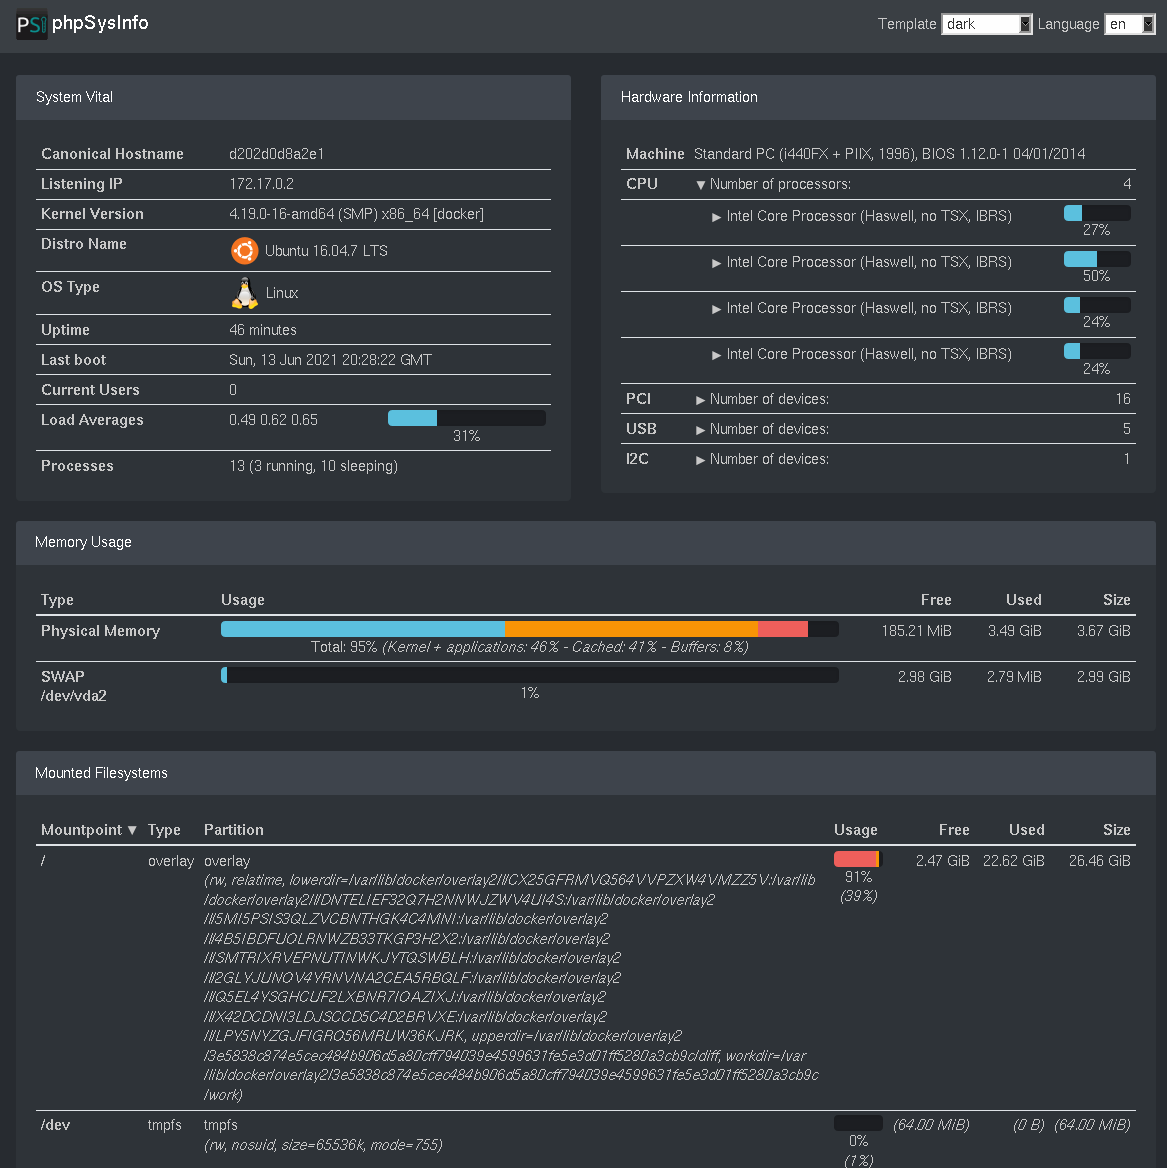 PSI phpSysInfo
Template dark Language en
System Vital
Canonical Hostname d202d0d8a2e1
Listening IP 172.17.0.2
Kernel Version 4.19.0-16-amd64 (SMP) x86_64 [docker]
Distro Name Ubuntu 16.04.7 LTS
OS Type Linux
Uptime 46 minutes
Last boot Sun, 13 Jun 2021 20:28:22 GMT
Current Users 0
Load Averages 0.49 0.62 0.65
31%
Processes 13 (3 running, 10 sleeping)
Hardware Information
Machine Standard PC (i440FX + PIIX, 1996), BIOS 1.12.0-1 04/01/2014
CPU ▼ Number of processors: 4
▶ Intel Core Processor (Haswell, no TSX, IBRS)
27%
▶ Intel Core Processor (Haswell, no TSX, IBRS)
50%
▶ Intel Core Processor (Haswell, no TSX, IBRS)
24%
▶ Intel Core Processor (Haswell, no TSX, IBRS)
24%
PCI ▶ Number of devices: 16
USB ▶ Number of devices: 5
I2C ▶ Number of devices: 1
Memory Usage
Type Usage Free Used Size
Physical Memory 185.21 MiB 3.49 GiB 3.67 GiB
Total: 95% (Kernel + applications: 46% - Cached: 41% - Buffers: 8%)
SWAP 2.98 GiB 2.79 MiB 2.99 GiB
/dev/vda2 1%
Mounted Filesystems
Mountpoint ▼ Type Partition Usage Free Used Size
/ overlay overlay 2.47 GiB 22.62 GiB 26.46 GiB
91%
(39%)
(rw, relatime, lowerdir=/var/lib/docker/overlay2/l/CX25GFRMVQ564VVPZXW4VMZZ5V:/var/lib
/docker/overlay2/l/DNTELIEF32Q7H2NNWJZWV4UI4S:/var/lib/docker/overlay2
/l/5MI5PSIS3QLZVCBNTHGK4C4MNI:/var/lib/docker/overlay2
/l/4B5IBDFUOLRNWZB33TKGP3H2X2:/var/lib/docker/overlay2
/l/SMTRIXRVEPNUTINWKJYTQSWBLH:/var/lib/docker/overlay2
/l/2GLYJUNOV4YRNVNA2CEA5RBQLF:/var/lib/docker/overlay2
/l/Q5EL4YSGHCUF2LXBNR7IOAZIXJ:/var/lib/docker/overlay2
/l/X42DCDNI3LDJSCCD5C4D2BRVXE:/var/lib/docker/overlay2
/l/LPY5NYZGJFIGRO56MRUW36KJRK, upperdir=/var/lib/docker/overlay2
/3e5838c874e5cec484b906d5a80cff794039e4599631fe5e3d01ff5280a3cb9c/diff, workdir=/var
/lib/docker/overlay2/3e5838c874e5cec484b906d5a80cff794039e4599631fe5e3d01ff5280a3cb9c
/work)
/dev tmpfs tmpfs (64.00 MiB) (0 B) (64.00 MiB)
(rw, nosuid, size=65536k, mode=755) 0%
(1%)